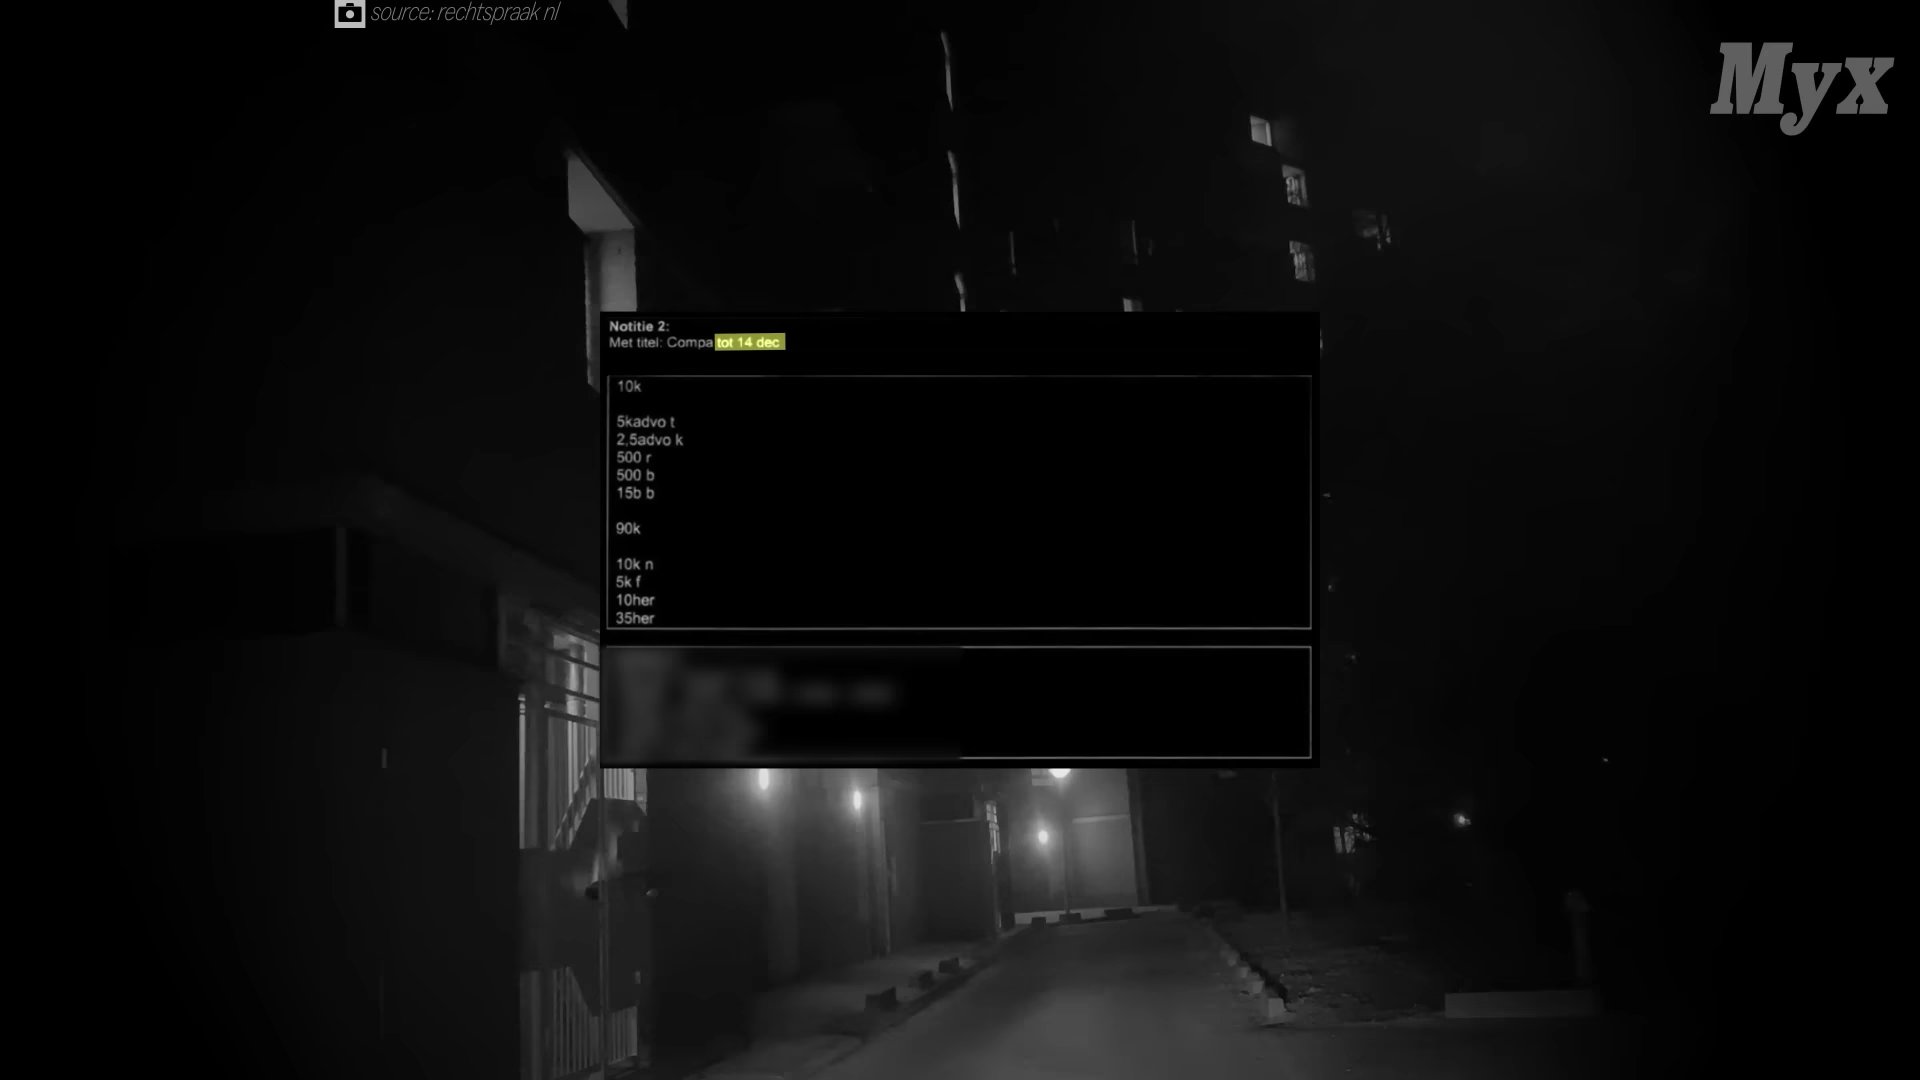 source: rechtspraak nl
Myx
Notitie 2:
Met titel: Compa tot 14 dec
10k
5kadvo t
2,5advo k
500 r
500 b
15b b
90k
10k n
5k f
10her
35her